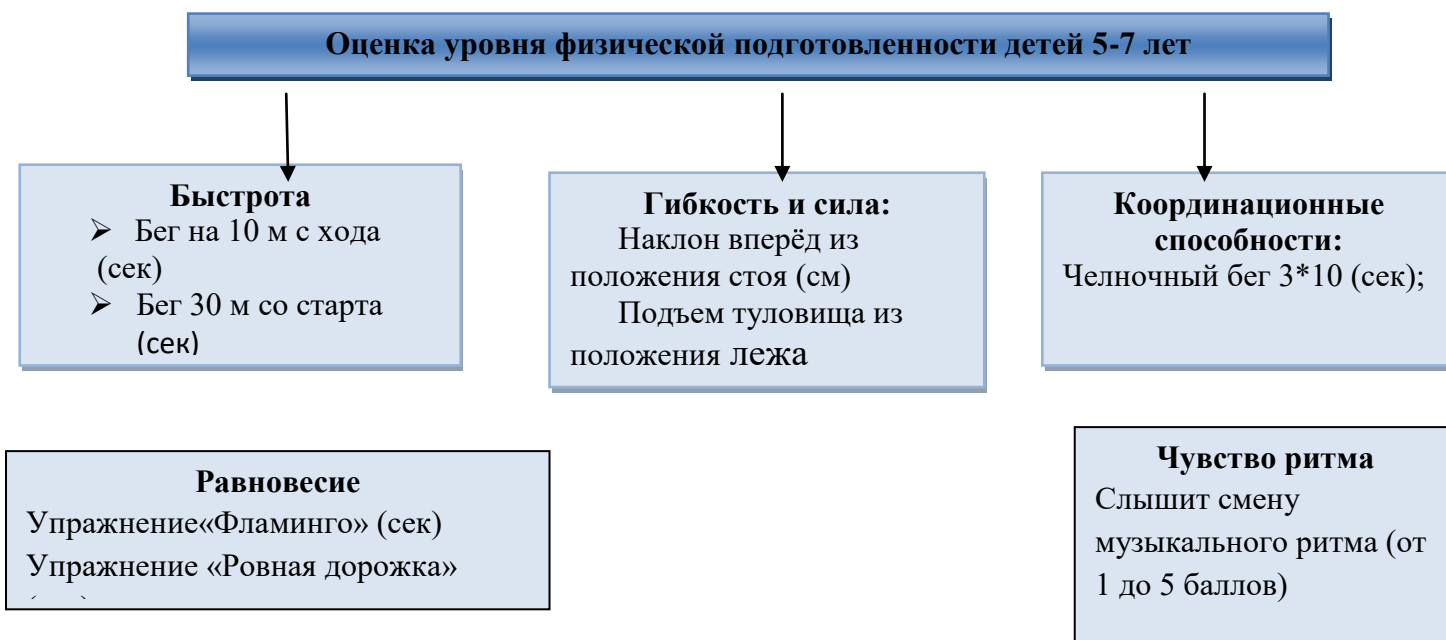 Оценка уровня физической подготовленности детей 5-7 лет
Быстрота
➢ Бег на 10 м с хода
(сек)
➢ Бег 30 м со старта
(сек)
Гибкость и сила:
Наклон вперёд из
положения стоя (см)
Подъем туловища из
положения лежа
Координационные
способности:
Челночный бег 3*10 (сек);
Равновесие
Упражнение«Фламинго» (сек)
Упражнение «Ровная дорожка»
Чувство ритма
Слышит смену
музыкального ритма (от
1 до 5 баллов)